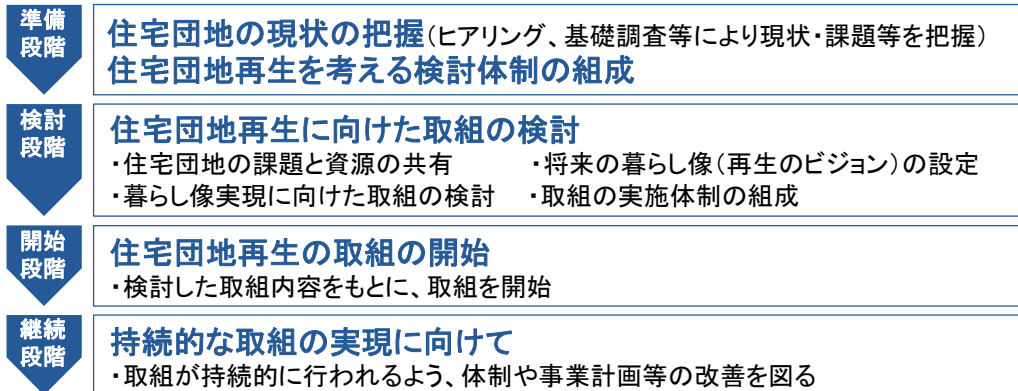 準備
段階
住宅団地の現状の把握(ヒアリング、基礎調査等により現状・課題等を把握)
住宅団地再生を考える検討体制の組成
検討
段階
住宅団地再生に向けた取組の検討
・住宅団地の課題と資源の共有 ・将来の暮らし像(再生のビジョン)の設定
・暮らし像実現に向けた取組の検討 ・取組の実施体制の組成
開始
段階
住宅団地再生の取組の開始
・検討した取組内容をもとに、取組を開始
継続
段階
持続的な取組の実現に向けて
・取組が持続的に行われるよう、体制や事業計画等の改善を図る